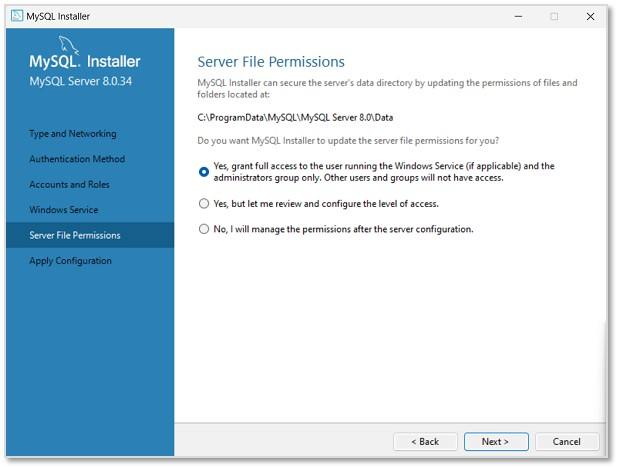 MySQL Installer
MySQL. Installer
MySQL Server 8.0.34
Type and Networking
Authentication Method
Accounts and Roles
Windows Service
Server File Permissions
Apply Configuration
Server File Permissions
MySQL Installer can secure the server's data directory by updating the permissions of files and
folders located at:
C:\ProgramData\MySQL\MySQL Server 8.0\Data
Do you want MySQL Installer to update the server file permissions for you?
Yes, grant full access to the user running the Windows Service (if applicable) and the
administrators group only. Other users and groups will not have access.
Yes, but let me review and configure the level of access.
No, I will manage the permissions after the server configuration.
< Back
Next >
Cancel